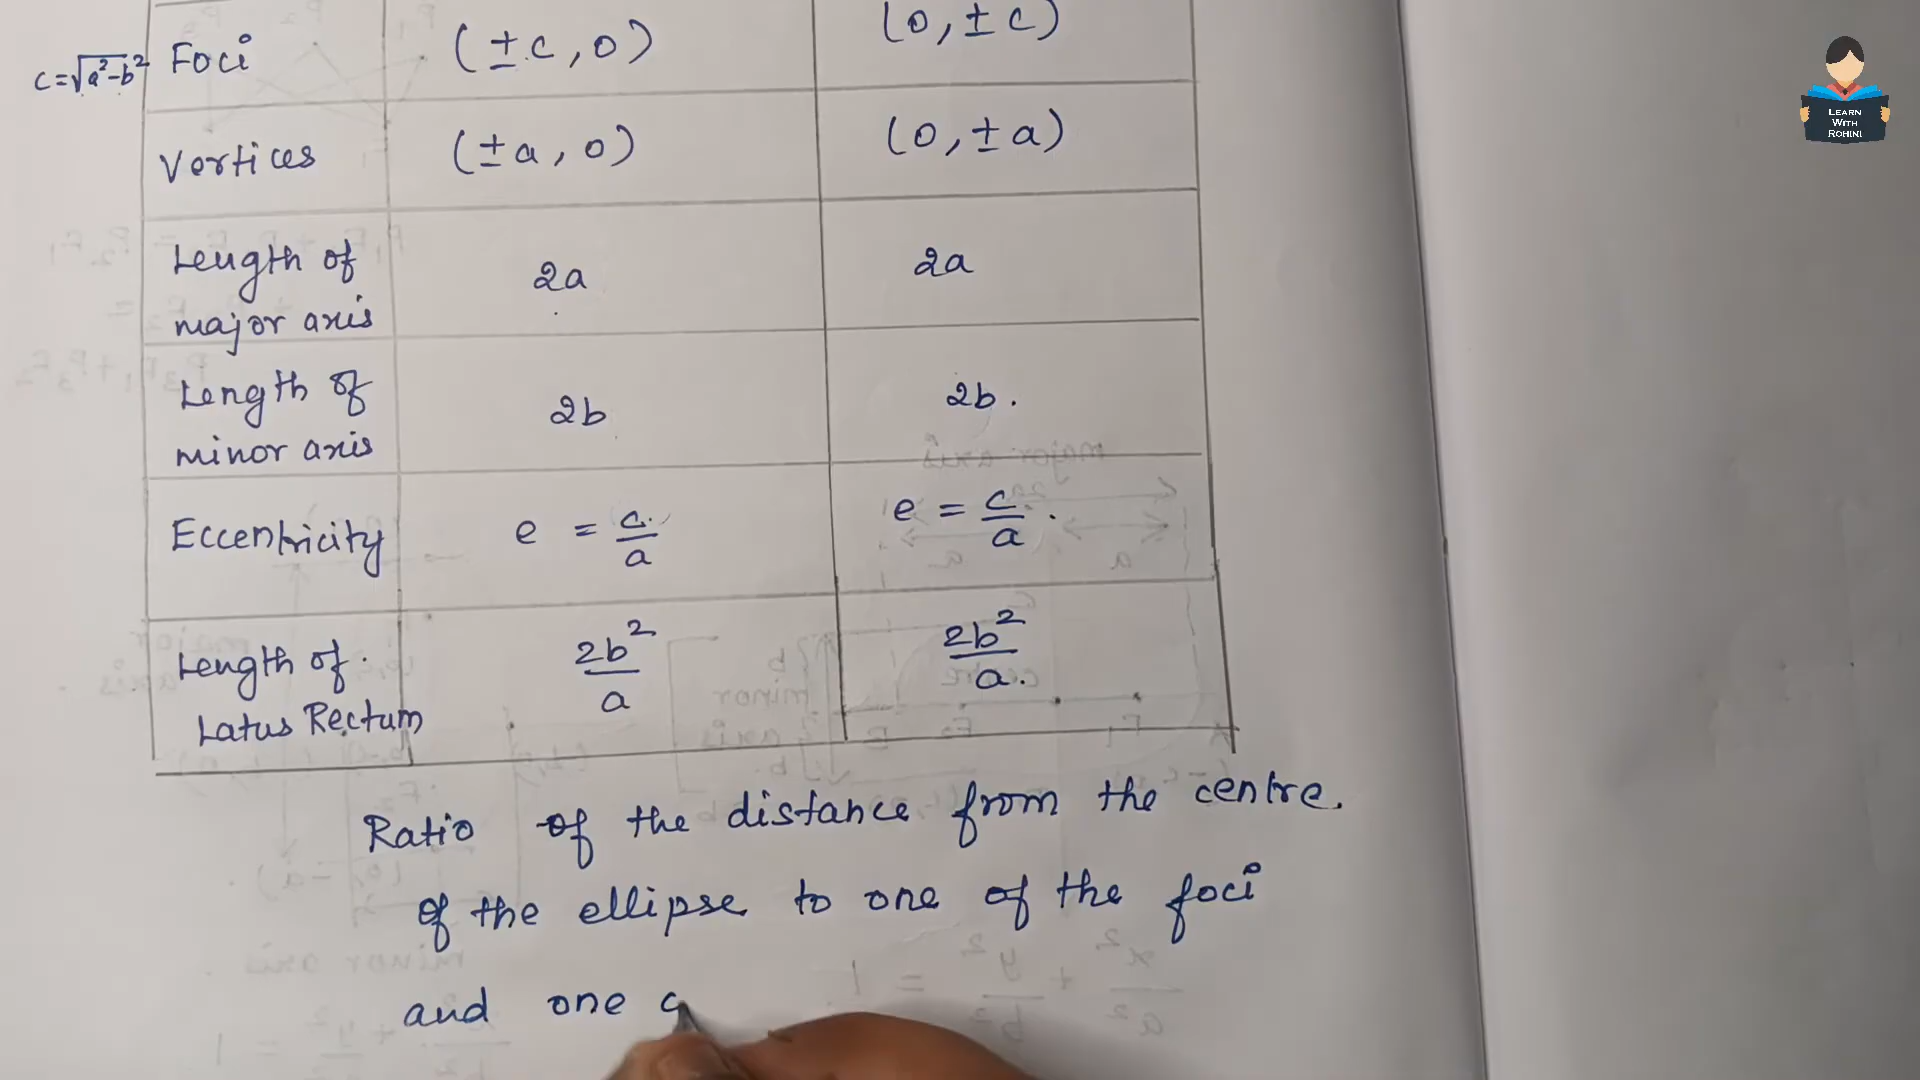 c=√a²-b²
Foci (±c, 0) (0, ±c)
Vertices (±a, 0) (0, ±a)
Length of
major axis
2a 2a
Length of
minor axis
2b 2b.
Eccentricity e = c/a e = c/a.
Length of
Latus Rectum
2b²/a 2b²/a.
Ratio of the distance from the centre.
of the ellipse to one of the foci
and one
LEARN
WITH
ROHINI